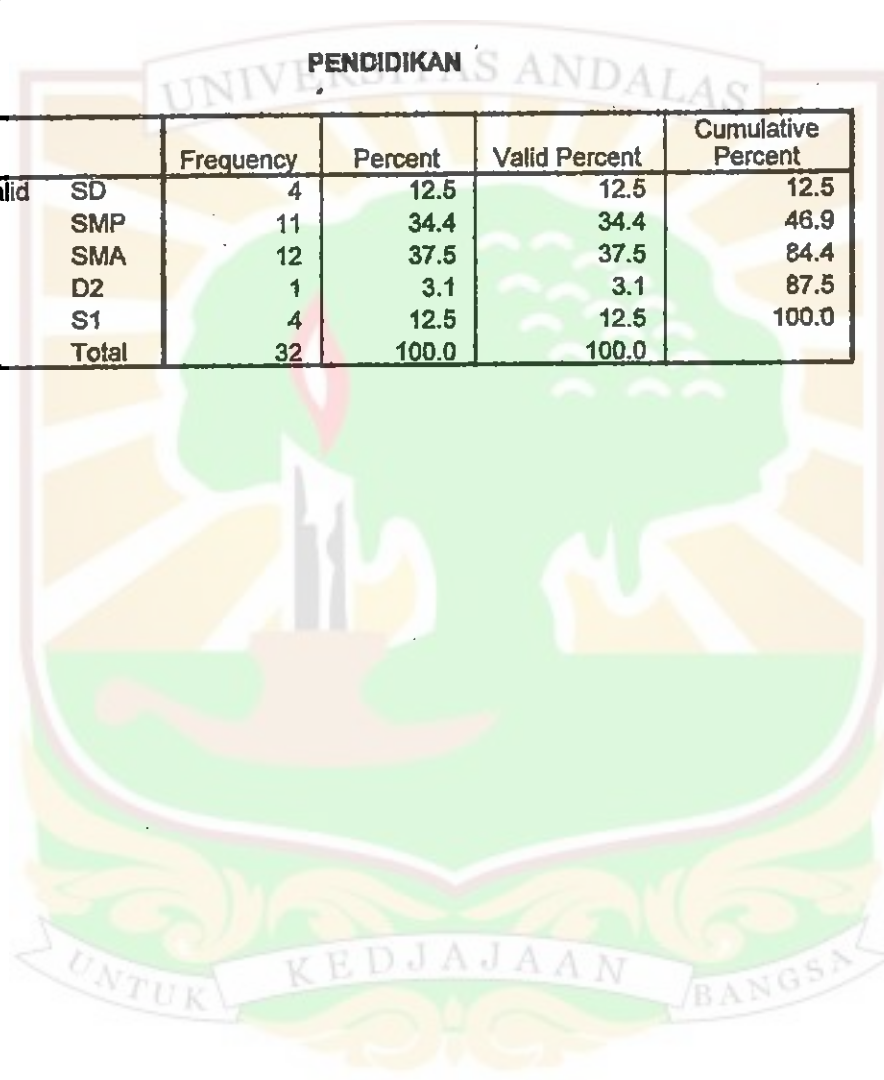 PENDIDIKAN
UNIVERSITAS ANDALAS
Frequency Percent Valid Percent Cumulative Percent
alid SD 4 12.5 12.5 12.5
SMP 11 34.4 34.4 46.9
SMA 12 37.5 37.5 84.4
D2 1 3.1 3.1 87.5
S1 4 12.5 12.5 100.0
Total 32 100.0 100.0
UNTUK KEDJAJAAN BANGSA